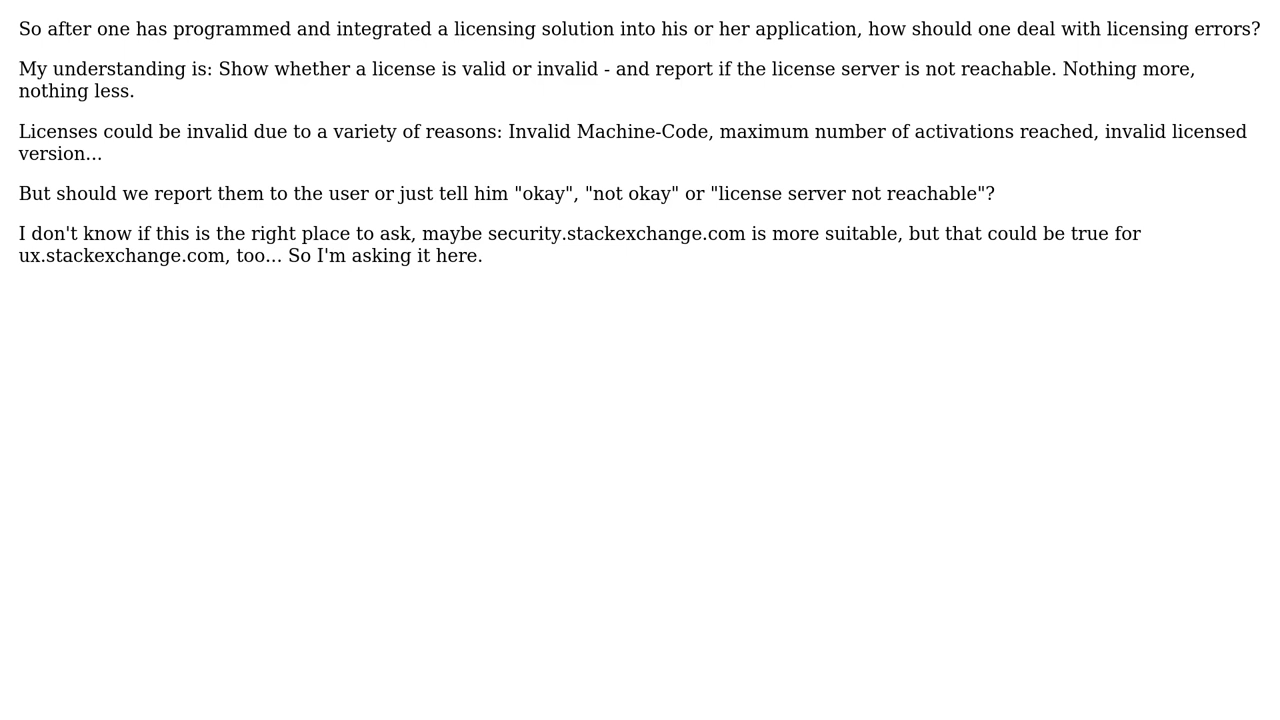 So after one has programmed and integrated a licensing solution into his or her application, how should one deal with licensing errors?
My understanding is: Show whether a license is valid or invalid - and report if the license server is not reachable. Nothing more,
nothing less.
Licenses could be invalid due to a variety of reasons: Invalid Machine-Code, maximum number of activations reached, invalid licensed
version...
But should we report them to the user or just tell him "okay", "not okay" or "license server not reachable"?
I don't know if this is the right place to ask, maybe security.stackexchange.com is more suitable, but that could be true for
ux.stackexchange.com, too... So I'm asking it here.